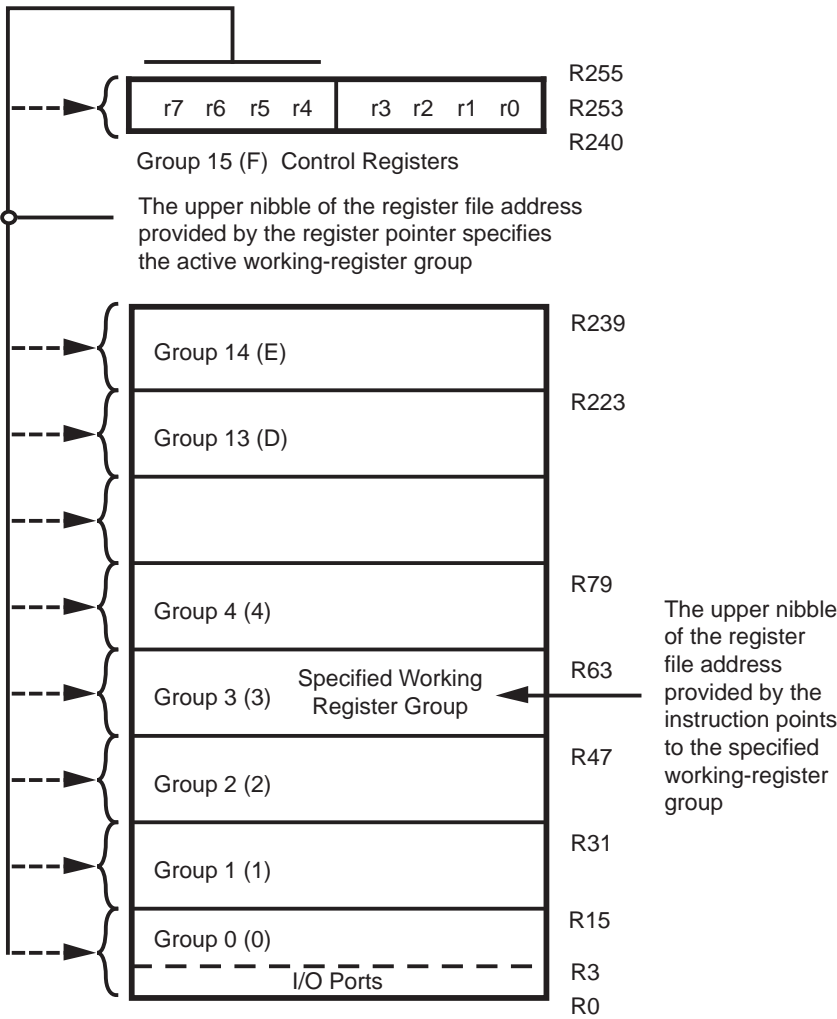 R255
r7 r6 r5 r4 r3 r2 r1 r0
R253
R240
Group 15 (F) Control Registers
The upper nibble of the register file address
provided by the register pointer specifies
the active working-register group
R239
Group 14 (E)
R223
Group 13 (D)
R79
Group 4 (4)
R63
Group 3 (3)
Specified Working
Register Group
The upper nibble
of the register
file address
provided by the
instruction points
to the specified
working-register
group
R47
Group 2 (2)
R31
Group 1 (1)
R15
Group 0 (0)
R3
I/O Ports
R0